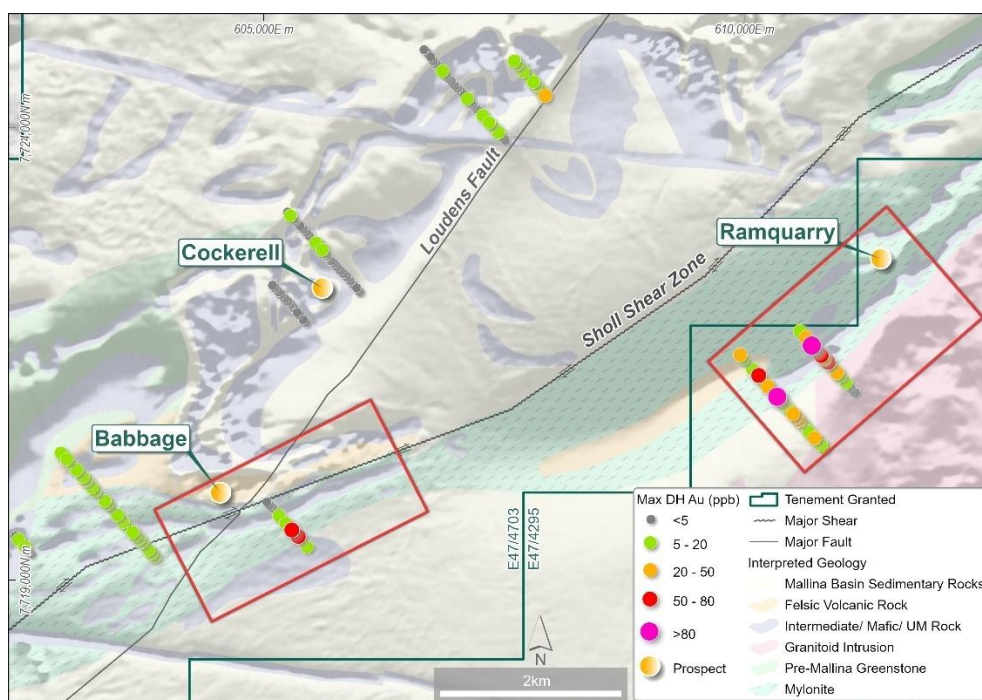 605,000E m
610,000E m
7,724,000N m
Loudens Fault
Cockerell
Ramquarry
Sholl Shear Zone
Babbage
7,719,000N m
E47/4703
E47/4295
N
2km
Max DH Au (ppb)
<5
5 - 20
20 - 50
50 - 80
>80
Prospect
Tenement Granted
Major Shear
Major Fault
Interpreted Geology
Mallina Basin Sedimentary Rocks
Felsic Volcanic Rock
Intermediate/ Mafic/ UM Rock
Granitoid Intrusion
Pre-Mallina Greenstone
Mylonite